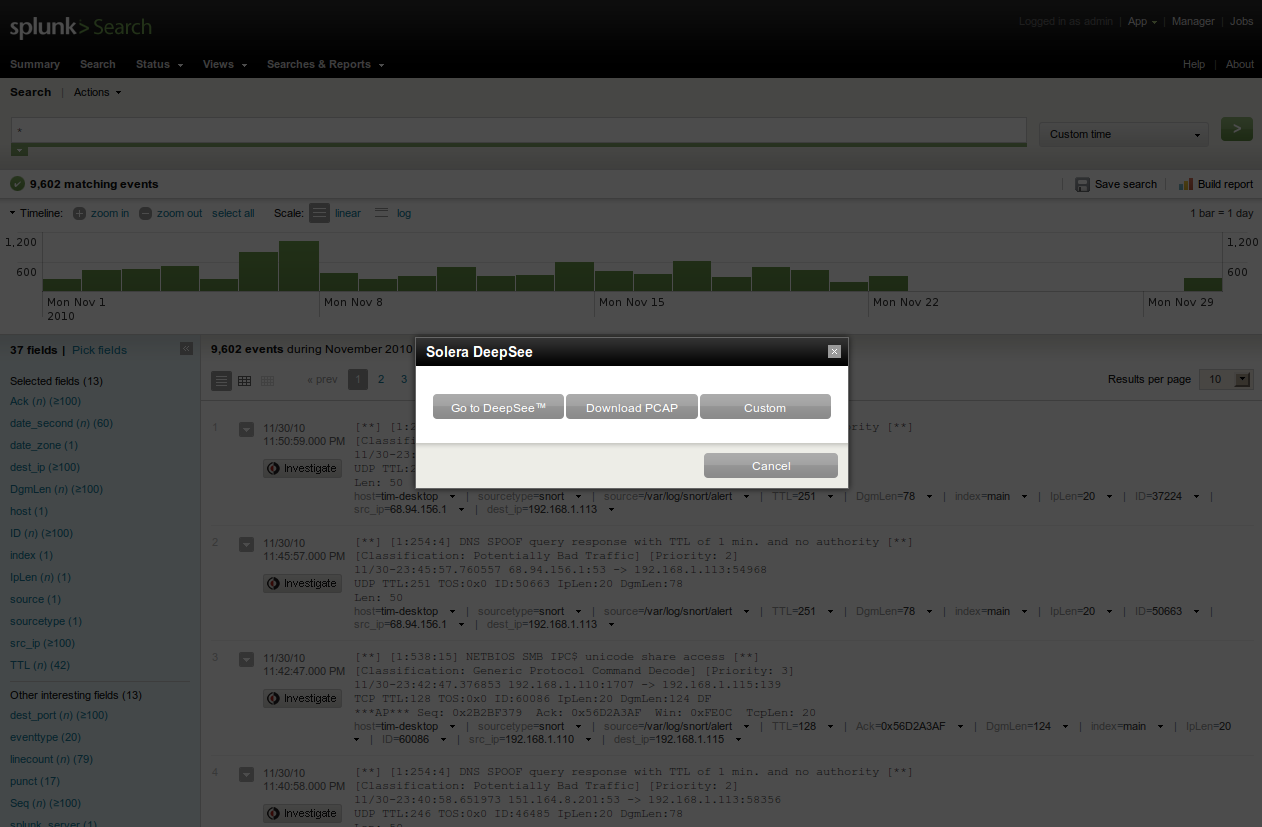 splunk> Search
Logged in as admin | App | Manager | Jobs
Summary Search Status Views Searches & Reports
Help | About
Search | Actions
*
Custom time
>
9,602 matching events
Save search | Build report
Timeline: zoom in zoom out select all Scale: linear log
1 bar = 1 day
1,200 1,200
600 600
Mon Nov 1 Mon Nov 8 Mon Nov 15 Mon Nov 22 Mon Nov 29
2010
37 fields | Pick fields
«
Selected fields (13)
Ack (n) (≥100)
date_second (n) (60)
date_zone (1)
dest_ip (≥100)
DgmLen (n) (≥100)
host (1)
ID (n) (≥100)
index (1)
IpLen (n) (1)
source (1)
sourcetype (1)
src_ip (≥100)
TTL (n) (42)
Other interesting fields (13)
dest_port (n) (≥100)
eventtype (20)
linecount (n) (79)
punct (17)
Seq (n) (≥100)
splunk_server (1)
9,602 events during November 2010
« prev 1 2 3
Results per page 10
Solera DeepSee
x
Go to DeepSee™ Download PCAP Custom
Cancel
1 11/30/10
11:50:59.000 PM
Investigate
[**] [1:2
[Classifi
11/30-23
UDP TTL:2
Len: 50
[**]
host=tim-desktop | sourcetype=snort | source=/var/log/snort/alert | TTL=251 | DgmLen=78 | index=main | IpLen=20 | ID=37224 |
src_ip=68.94.156.1 | dest_ip=192.168.1.113
2 11/30/10
11:45:57.000 PM
Investigate
[**] [1:254:4] DNS SPOOF query response with TTL of 1 min. and no authority [**]
[Classification: Potentially Bad Traffic] [Priority: 2]
11/30-23:45:57.760557 68.94.156.1:53 -> 192.168.1.113:54968
UDP TTL:251 TOS:0x0 ID:50663 IpLen:20 DgmLen:78
Len: 50
host=tim-desktop | sourcetype=snort | source=/var/log/snort/alert | TTL=251 | DgmLen=78 | index=main | IpLen=20 | ID=50663 |
src_ip=68.94.156.1 | dest_ip=192.168.1.113
3 11/30/10
11:42:47.000 PM
Investigate
[**] [1:538:15] NETBIOS SMB IPC$ unicode share access [**]
[Classification: Generic Protocol Command Decode] [Priority: 3]
11/30-23:42:47.376853 192.168.1.110:1707 -> 192.168.1.115:139
TCP TTL:128 TOS:0x0 ID:60086 IpLen:20 DgmLen:124 DF
***AP*** Seq: 0x2B2BF379 Ack: 0x56D2A3AF Win: 0xFE0C TcpLen: 20
host=tim-desktop | sourcetype=snort | source=/var/log/snort/alert | TTL=128 | Ack=0x56D2A3AF | DgmLen=124 | index=main | IpLen=20
| ID=60086 | src_ip=192.168.1.110 | dest_ip=192.168.1.115
4 11/30/10
11:40:58.000 PM
Investigate
[**] [1:254:4] DNS SPOOF query response with TTL of 1 min. and no authority [**]
[Classification: Potentially Bad Traffic] [Priority: 2]
11/30-23:40:58.651973 151.164.8.201:53 -> 192.168.1.113:58356
UDP TTL:246 TOS:0x0 ID:46485 IpLen:20 DgmLen:78
Len: 50